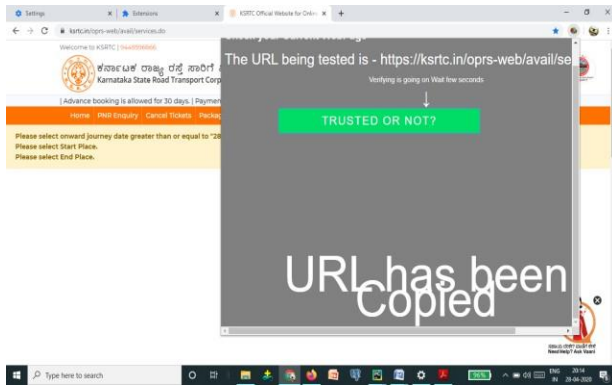 Settings
Extensions
KSRTC Official Website for Onlin
ksrtc.in/oprs-web/avail/services.do
Welcome to KSRTC |
ಕರ್ನಾಟಕ ರಾಜ್ಯ ರಸ್ತೆ ಸಾರಿಗೆ
Karnataka State Road Transport Corp
| Advance booking is allowed for 30 days. | Paymen
Home PNR Enquiry Cancel Tickets Packag
Please select onward journey date greater than or equal to "28
Please select Start Place.
Please select End Place.
The URL being tested is - https://ksrtc.in/oprs-web/avail/se
Verifying is going on Wait few seconds
↓
TRUSTED OR NOT?
URL has been
Copied
Need Help? Ask Vaani
Type here to search
96%
ENG
IN
20:14
28-04-2020